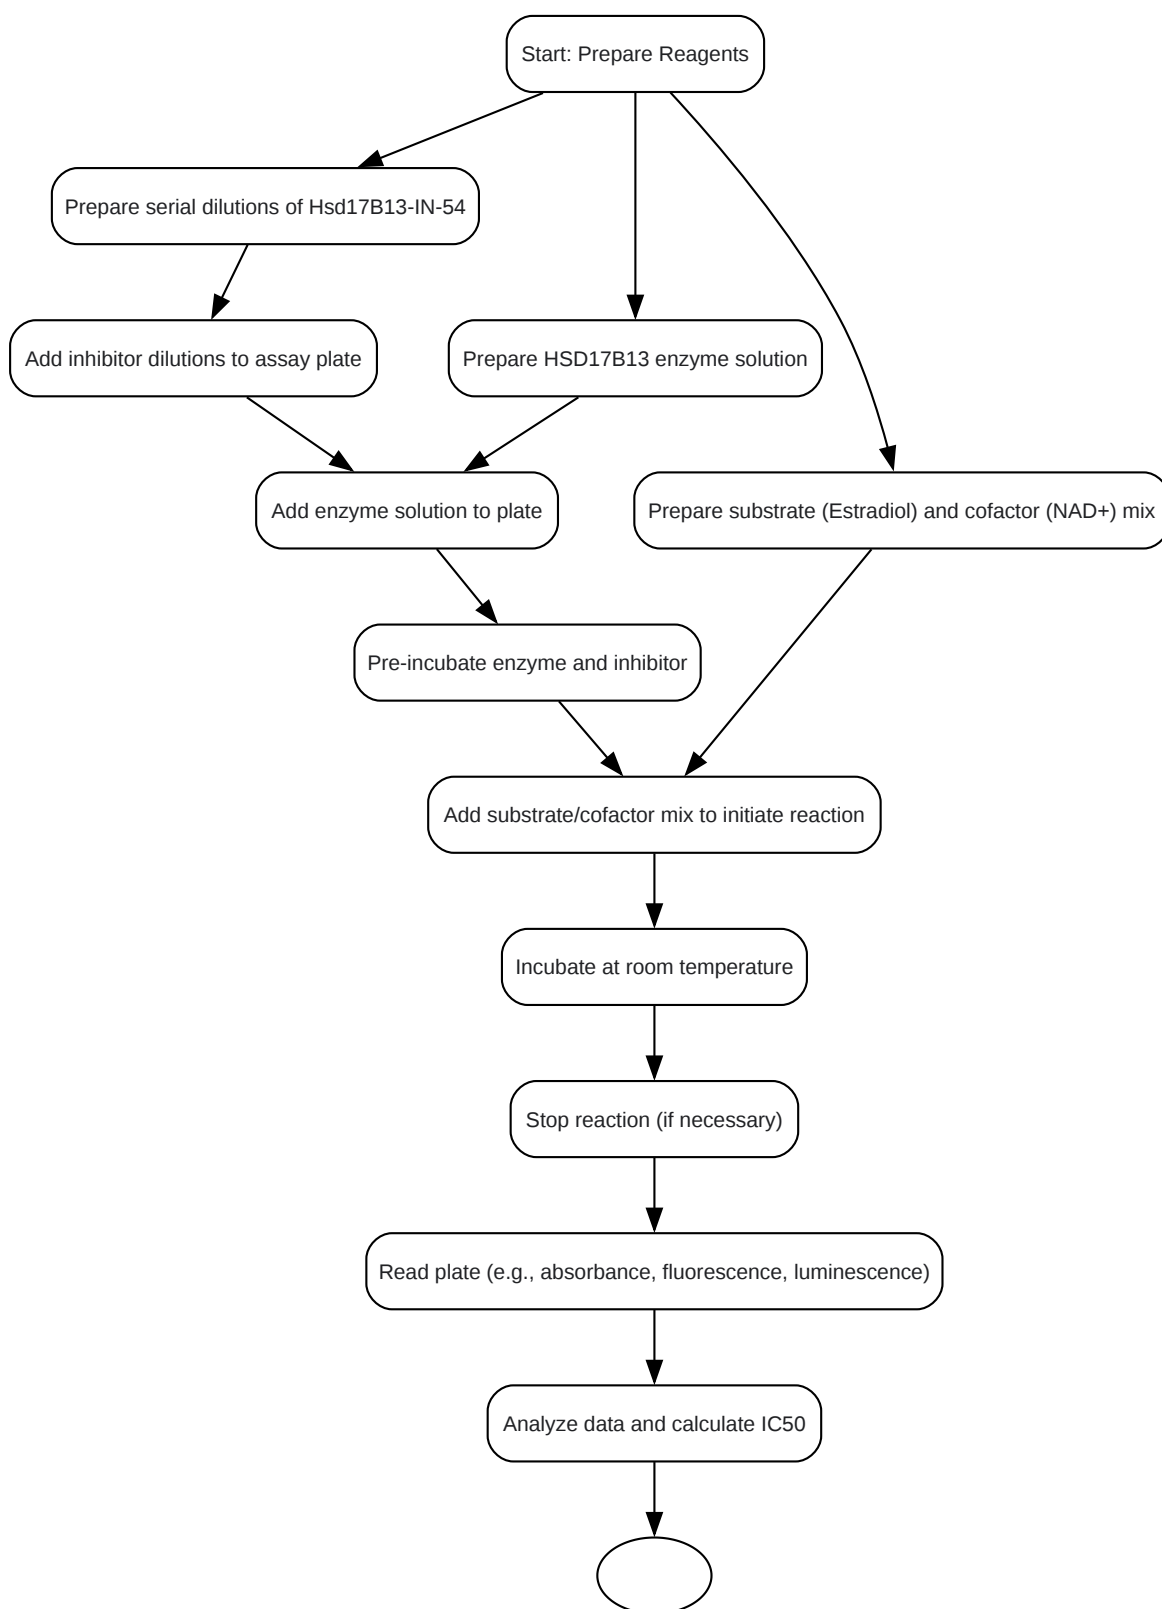 Start: Prepare Reagents
Prepare serial dilutions of Hsd17B13-IN-54
Add inhibitor dilutions to assay plate
Prepare HSD17B13 enzyme solution
Add enzyme solution to plate
Prepare substrate (Estradiol) and cofactor (NAD+) mix
Pre-incubate enzyme and inhibitor
Add substrate/cofactor mix to initiate reaction
Incubate at room temperature
Stop reaction (if necessary)
Read plate (e.g., absorbance, fluorescence, luminescence)
Analyze data and calculate IC50